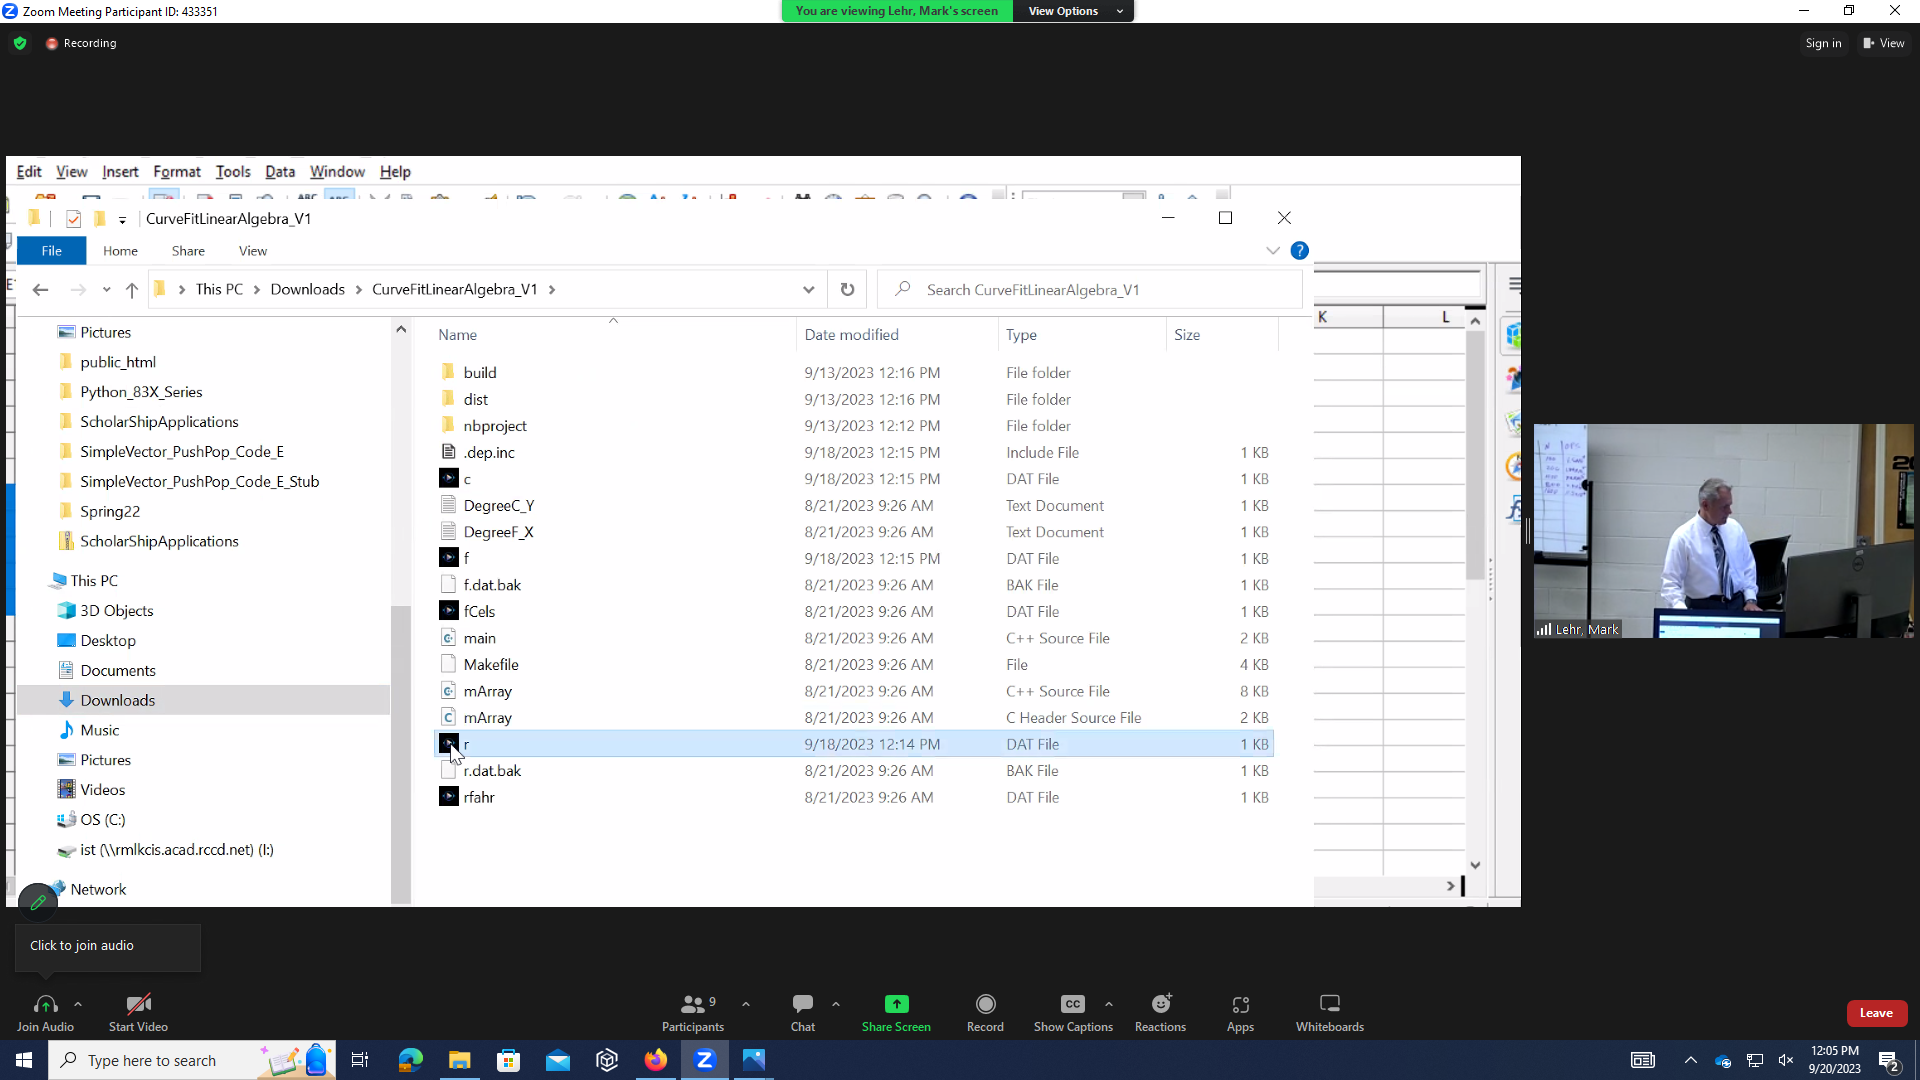 Zoom Meeting Participant ID: 433351
You are viewing Lehr, Mark's screen
View Options
Recording
Sign in
View
Edit View Insert Format Tools Data Window Help
CurveFitLinearAlgebra_V1
File Home Share View
This PC > Downloads > CurveFitLinearAlgebra_V1 >
Search CurveFitLinearAlgebra_V1
K L
Pictures
public_html
Python_83X_Series
ScholarShipApplications
SimpleVector_PushPop_Code_E
SimpleVector_PushPop_Code_E_Stub
Spring22
ScholarShipApplications
This PC
3D Objects
Desktop
Documents
Downloads
Music
Pictures
Videos
OS (C:)
ist (\\rmlkcis.acad.rccd.net) (I:)
Network
Name Date modified Type Size
build 9/13/2023 12:16 PM File folder
dist 9/13/2023 12:16 PM File folder
nbproject 9/13/2023 12:12 PM File folder
.dep.inc 9/18/2023 12:15 PM Include File 1 KB
c 9/18/2023 12:15 PM DAT File 1 KB
DegreeC_Y 8/21/2023 9:26 AM Text Document 1 KB
DegreeF_X 8/21/2023 9:26 AM Text Document 1 KB
f 9/18/2023 12:15 PM DAT File 1 KB
f.dat.bak 8/21/2023 9:26 AM BAK File 1 KB
fCels 8/21/2023 9:26 AM DAT File 1 KB
main 8/21/2023 9:26 AM C++ Source File 2 KB
Makefile 8/21/2023 9:26 AM File 4 KB
mArray 8/21/2023 9:26 AM C++ Source File 8 KB
mArray 8/21/2023 9:26 AM C Header Source File 2 KB
r 9/18/2023 12:14 PM DAT File 1 KB
r.dat.bak 8/21/2023 9:26 AM BAK File 1 KB
rfahr 8/21/2023 9:26 AM DAT File 1 KB
Lehr, Mark
Click to join audio
Join Audio
Start Video
9
Participants
Chat
Share Screen
Record
CC
Show Captions
Reactions
Apps
Whiteboards
Leave
Type here to search
12:05 PM
9/20/2023
2